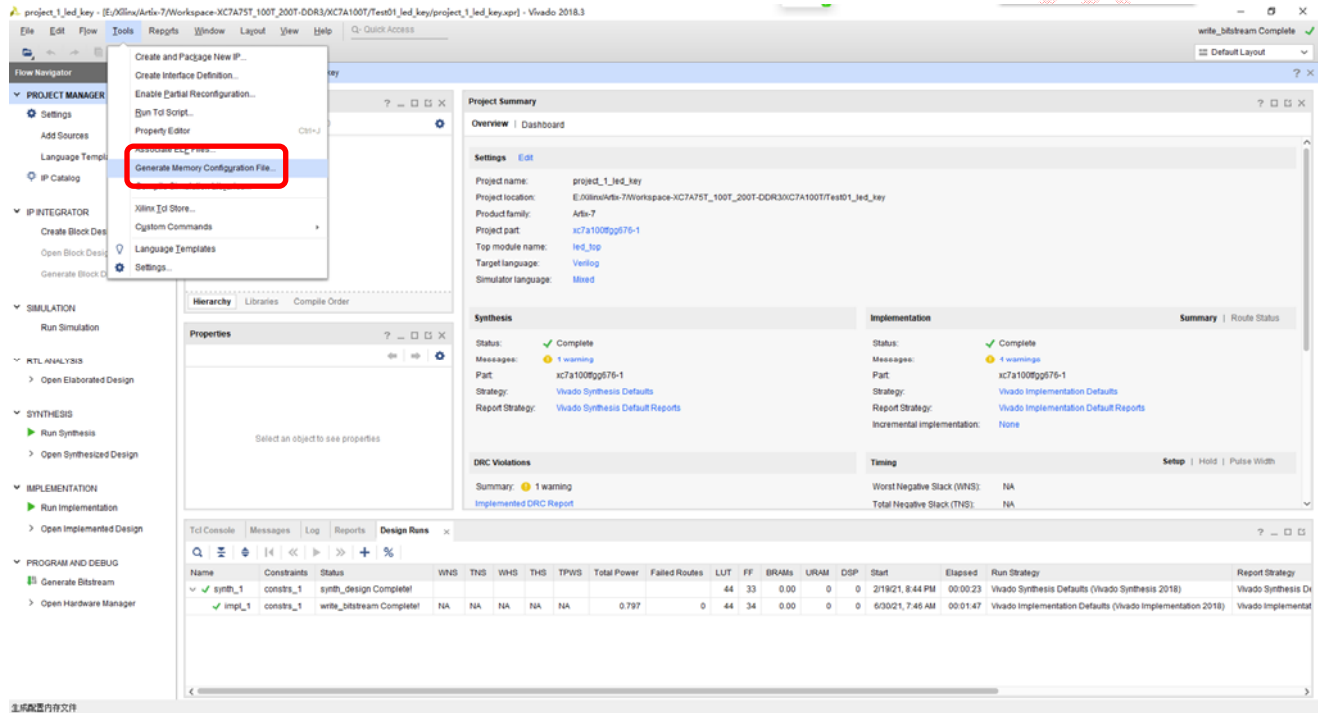 project_1_led_key - [E:/Xilinx/Artix-7/Workspace-XC7A75T_100T_200T-DDR3/XC7A100T/Test01_led_key/project_1_led_key.xpr] - Vivado 2018.3
File Edit Flow Tools Reports Window Layout View Help Q- Quick Access
write_bitstream Complete
Default Layout
Flow Navigator
PROJECT MANAGER
Settings
Add Sources
Language Templa
IP Catalog
IP INTEGRATOR
Create Block Des
Open Block Desig
Generate Block D
SIMULATION
Run Simulation
RTL ANALYSIS
Open Elaborated Design
SYNTHESIS
Run Synthesis
Open Synthesized Design
IMPLEMENTATION
Run Implementation
Open Implemented Design
PROGRAM AND DEBUG
Generate Bitstream
Open Hardware Manager
Create and Package New IP...
Create Interface Definition...
Enable Partial Reconfiguration...
Run Tcl Script...
Property Editor Ctrl+J
Associate ELF Files...
Generate Memory Configuration File...
Xilinx Tcl Store...
Custom Commands
Language Templates
Settings...
key
Hierarchy Libraries Compile Order
Properties
Select an object to see properties
Project Summary
Overview | Dashboard
Settings Edit
Project name: project_1_led_key
Project location: E:/Xilinx/Artix-7/Workspace-XC7A75T_100T_200T-DDR3/XC7A100T/Test01_led_key
Product family: Artix-7
Project part: xc7a100tfgg676-1
Top module name: led_top
Target language: Verilog
Simulator language: Mixed
Synthesis
Status: Complete
Messages: 1 warning
Part: xc7a100tfgg676-1
Strategy: Vivado Synthesis Defaults
Report Strategy: Vivado Synthesis Default Reports
Implementation Summary | Route Status
Status: Complete
Messages: 4 warnings
Part: xc7a100tfgg676-1
Strategy: Vivado Implementation Defaults
Report Strategy: Vivado Implementation Default Reports
Incremental implementation: None
DRC Violations
Summary: 1 warning
Implemented DRC Report
Timing Setup | Hold | Pulse Width
Worst Negative Slack (WNS): NA
Total Negative Slack (TNS): NA
Tcl Console Messages Log Reports Design Runs
Name Constraints Status WNS TNS WHS THS TPWS Total Power Failed Routes LUT FF BRAMs URAM DSP Start Elapsed Run Strategy Report Strategy
synth_1 constrs_1 synth_design Complete! 44 33 0.00 0 0 2/19/21, 8:44 PM 00:00:23 Vivado Synthesis Defaults (Vivado Synthesis 2018) Vivado Synthesis De
impl_1 constrs_1 write_bitstream Complete! NA NA NA NA NA 0.797 0 44 34 0.00 0 0 6/30/21, 7:46 AM 00:01:47 Vivado Implementation Defaults (Vivado Implementation 2018) Vivado Implementat
生成配置内存文件